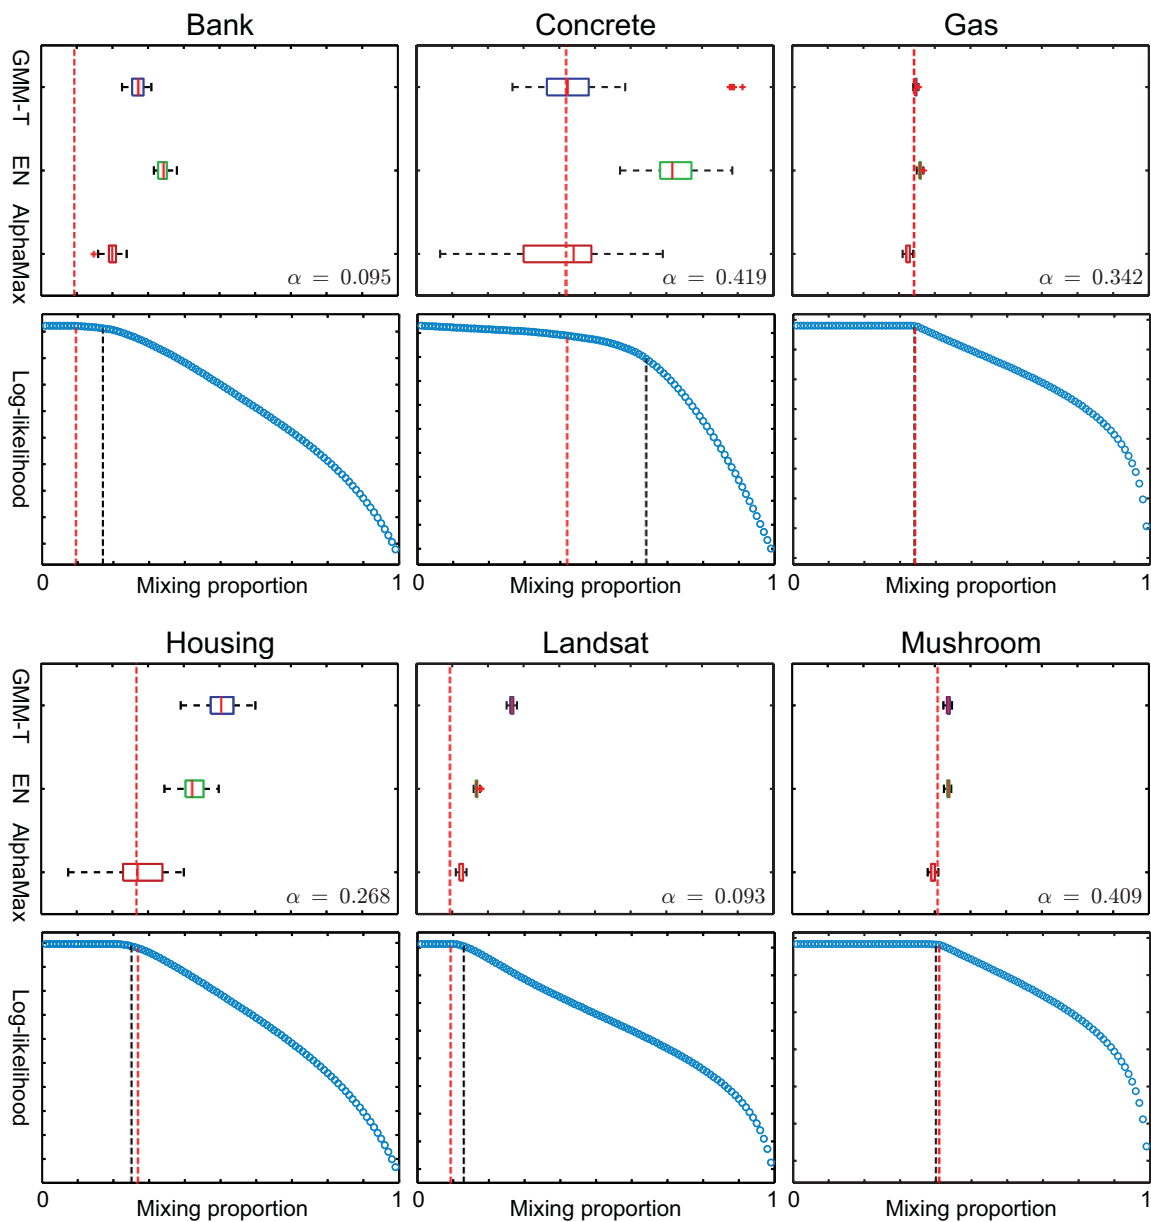 Bank
Concrete
Gas
GMM-T
EN
AlphaMax
α = 0.095
α = 0.419
α = 0.342
Log-likelihood
0
Mixing proportion
1
0
Mixing proportion
1
0
Mixing proportion
1
Housing
Landsat
Mushroom
GMM-T
EN
AlphaMax
α = 0.268
α = 0.093
α = 0.409
Log-likelihood
0
Mixing proportion
1
0
Mixing proportion
1
0
Mixing proportion
1